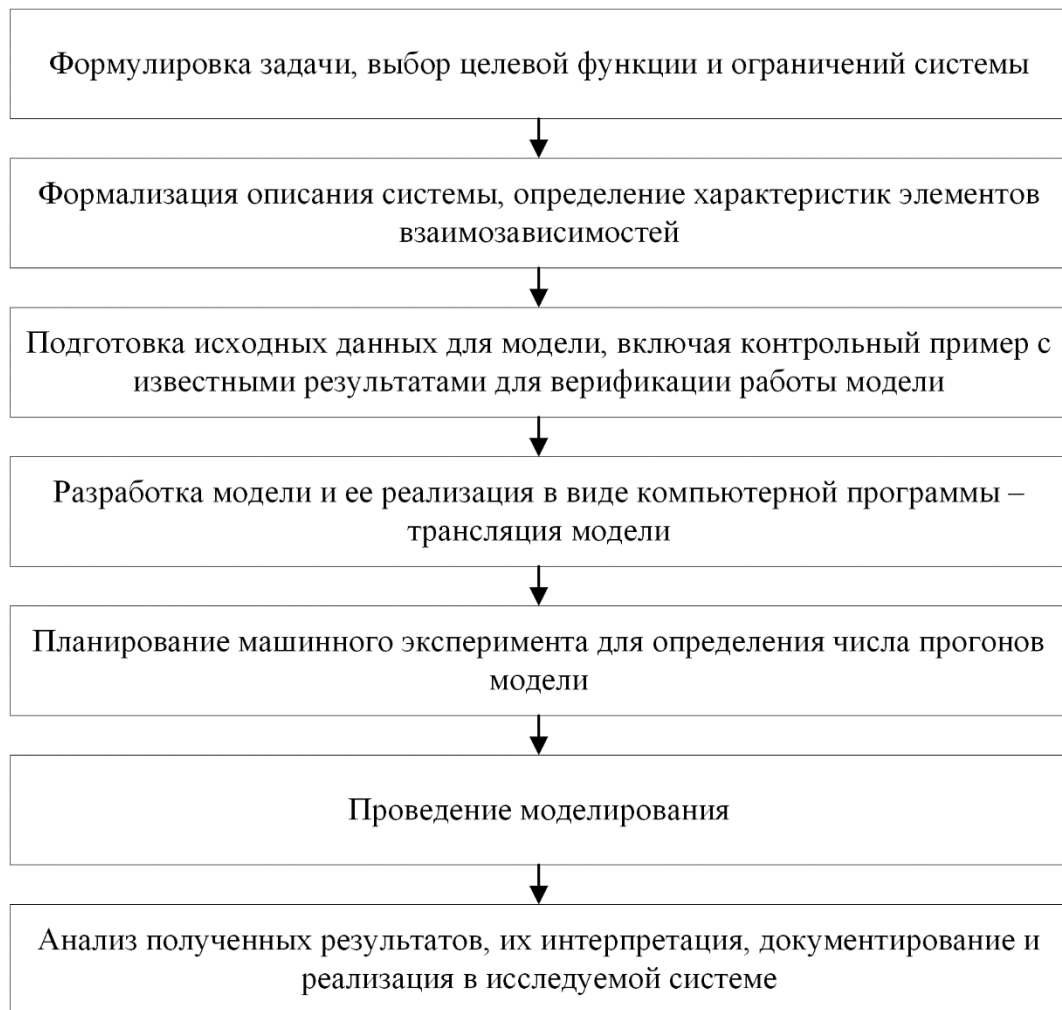 Формулировка задачи, выбор целевой функции и ограничений системы
Формализация описания системы, определение характеристик элементов
взаимозависимостей
Подготовка исходных данных для модели, включая контрольный пример с
известными результатами для верификации работы модели
Разработка модели и ее реализация в виде компьютерной программы –
трансляция модели
Планирование машинного эксперимента для определения числа прогонов
модели
Проведение моделирования
Анализ полученных результатов, их интерпретация, документирование и
реализация в исследуемой системе